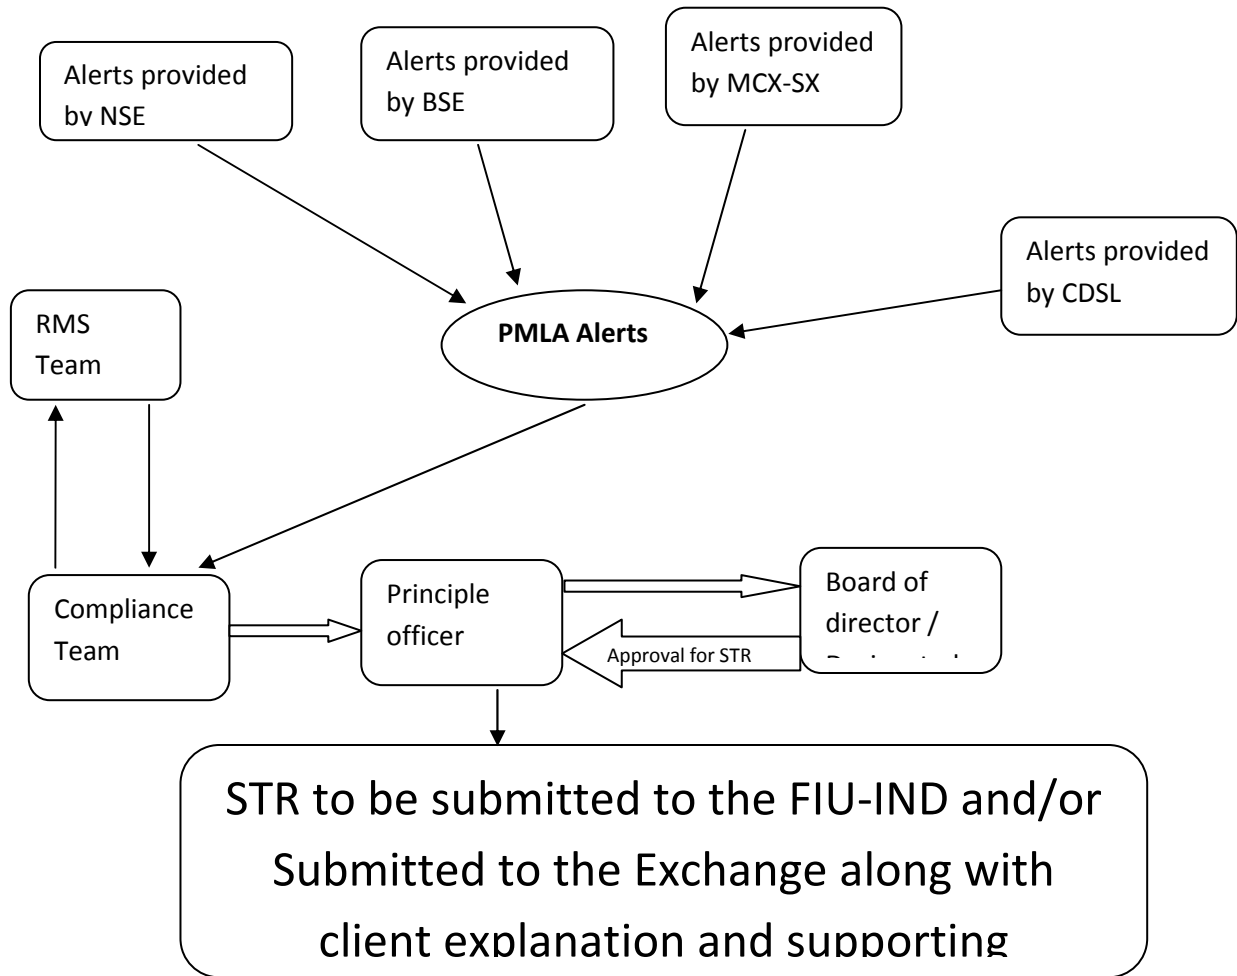 Alerts provided
by NSE
Alerts provided
by BSE
Alerts provided
by MCX-SX
Alerts provided
by CDSL
PMLA Alerts
RMS
Team
Compliance
Team
Principle
officer
Approval for STR
Board of
director /
STR to be submitted to the FIU-IND and/or
Submitted to the Exchange along with
client explanation and supporting